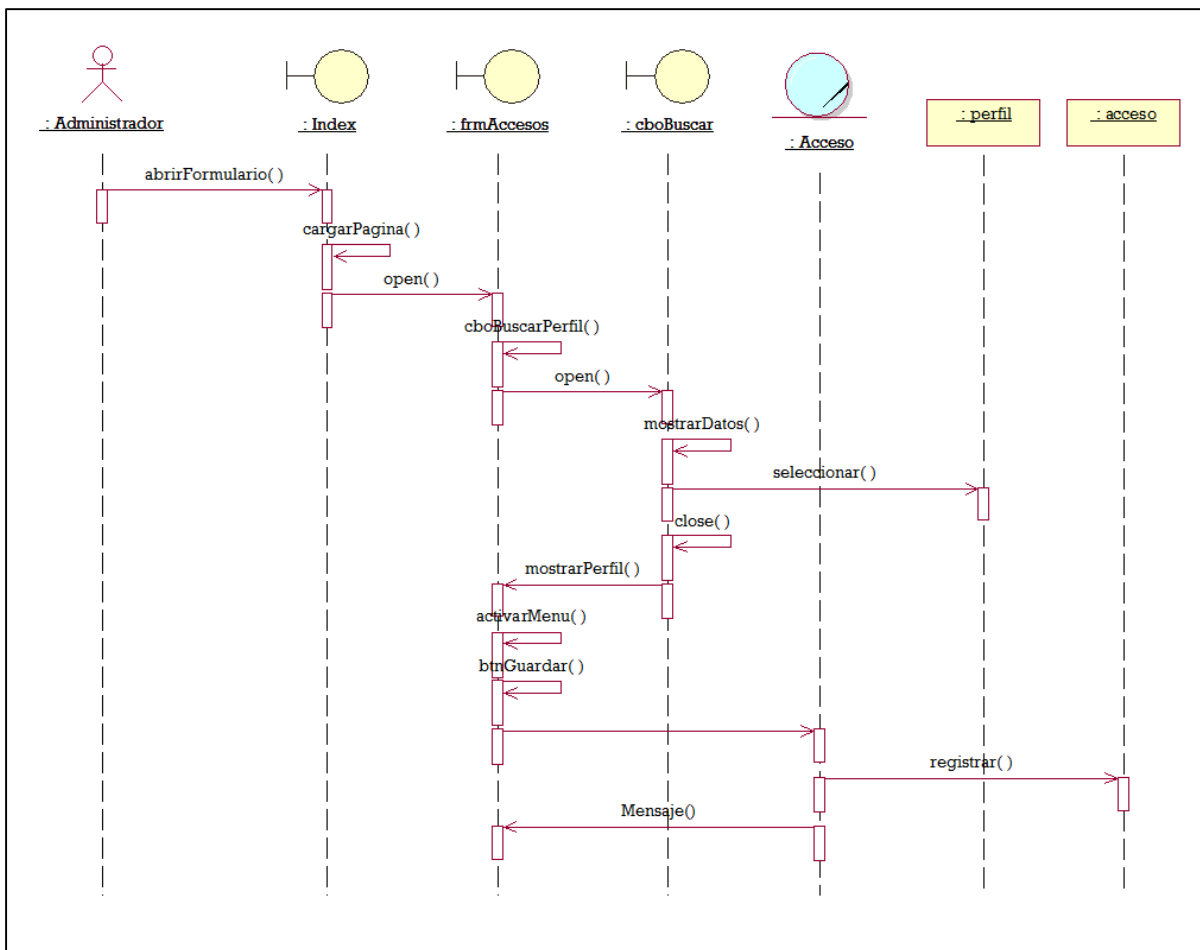 : Administrador
: Index
: frmAccesos
: cboBuscar
: Acceso
: perfil
: acceso
abrirFormulario( )
cargarPagina( )
open( )
cboBuscarPerfil( )
open( )
mostrarDatos( )
seleccionar( )
close( )
mostrarPerfil( )
activarMenu( )
btnGuardar( )
registrar( )
Mensaje()